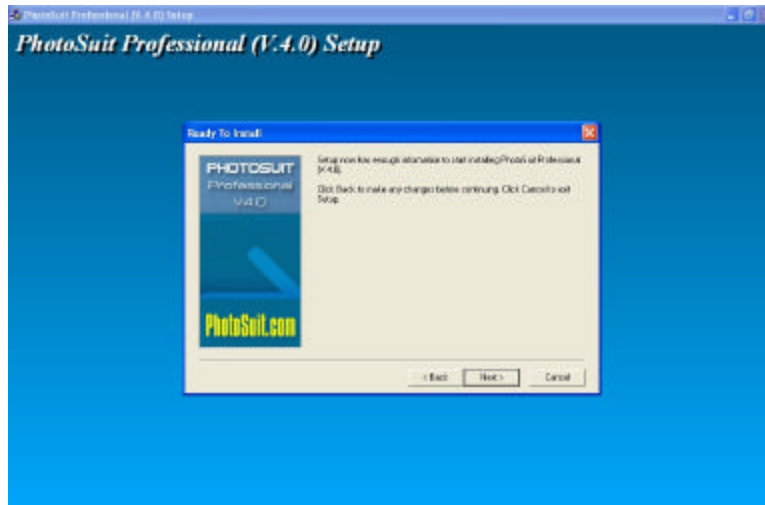 PhotoSuit Professional (V.4.0) Setup
PhotoSuit Professional (V.4.0) Setup
Ready To Install
PHOTOSUIT
Professional
V4.0
PhotoSuit.com
Setup now has enough information to start installing PhotoSuit Professional
(V.4.0).
Click Back to make any changes before continuing. Click Cancel to exit
Setup.
< Back
Next >
Cancel